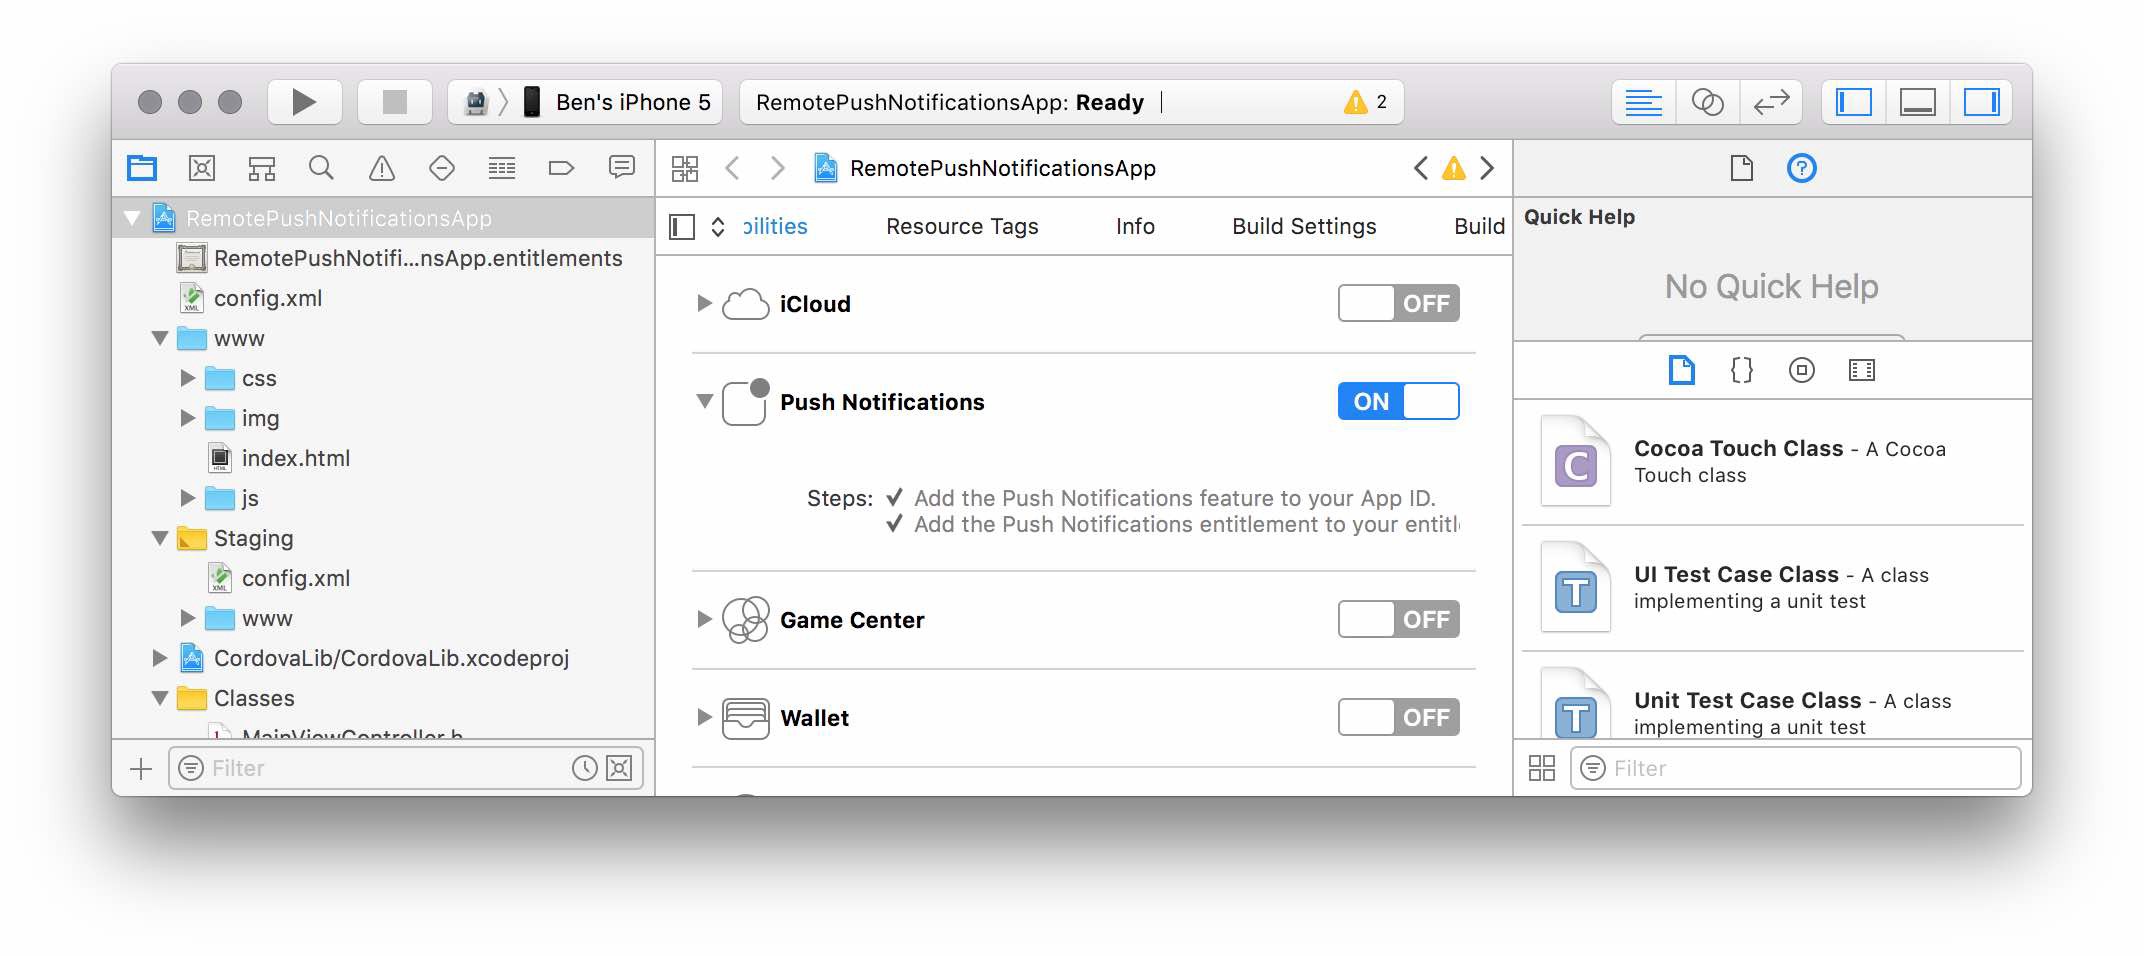 Ben's iPhone 5
RemotePushNotificationsApp: Ready
2
RemotePushNotificationsApp
RemotePushNotificationsApp
RemotePushNotifi...nsApp.entitlements
config.xml
www
css
img
index.html
js
Staging
config.xml
www
CordovaLib/CordovaLib.xcodeproj
Classes
MainViewController.h
Filter
bilities
Resource Tags
Info
Build Settings
Build
iCloud
OFF
Push Notifications
ON
Steps: ✓ Add the Push Notifications feature to your App ID.
✓ Add the Push Notifications entitlement to your entitl
Game Center
OFF
Wallet
OFF
Quick Help
No Quick Help
{}
C
Cocoa Touch Class - A Cocoa
Touch class
T
UI Test Case Class - A class
implementing a unit test
T
Unit Test Case Class - A class
implementing a unit test
Filter